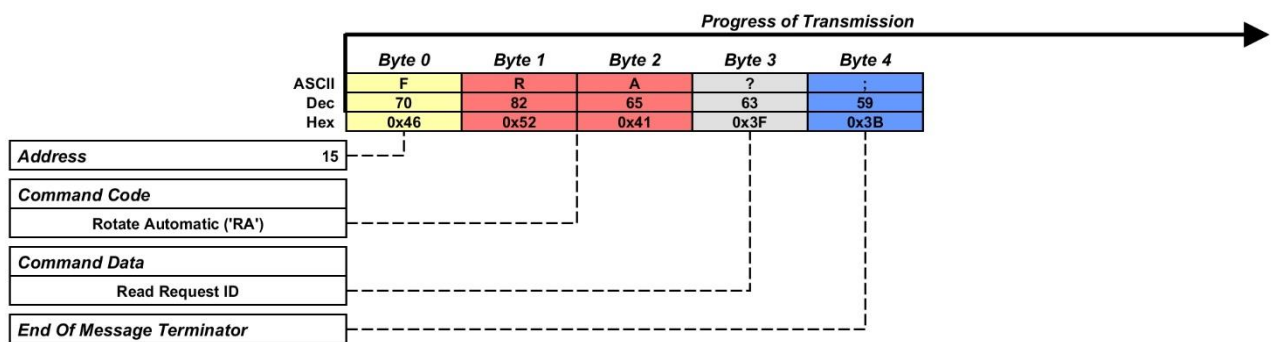 Progress of Transmission
Byte 0 Byte 1 Byte 2 Byte 3 Byte 4
ASCII F R A ? ;
Dec 70 82 65 63 59
Hex 0x46 0x52 0x41 0x3F 0x3B
Address 15
Command Code
Rotate Automatic ('RA')
Command Data
Read Request ID
End Of Message Terminator